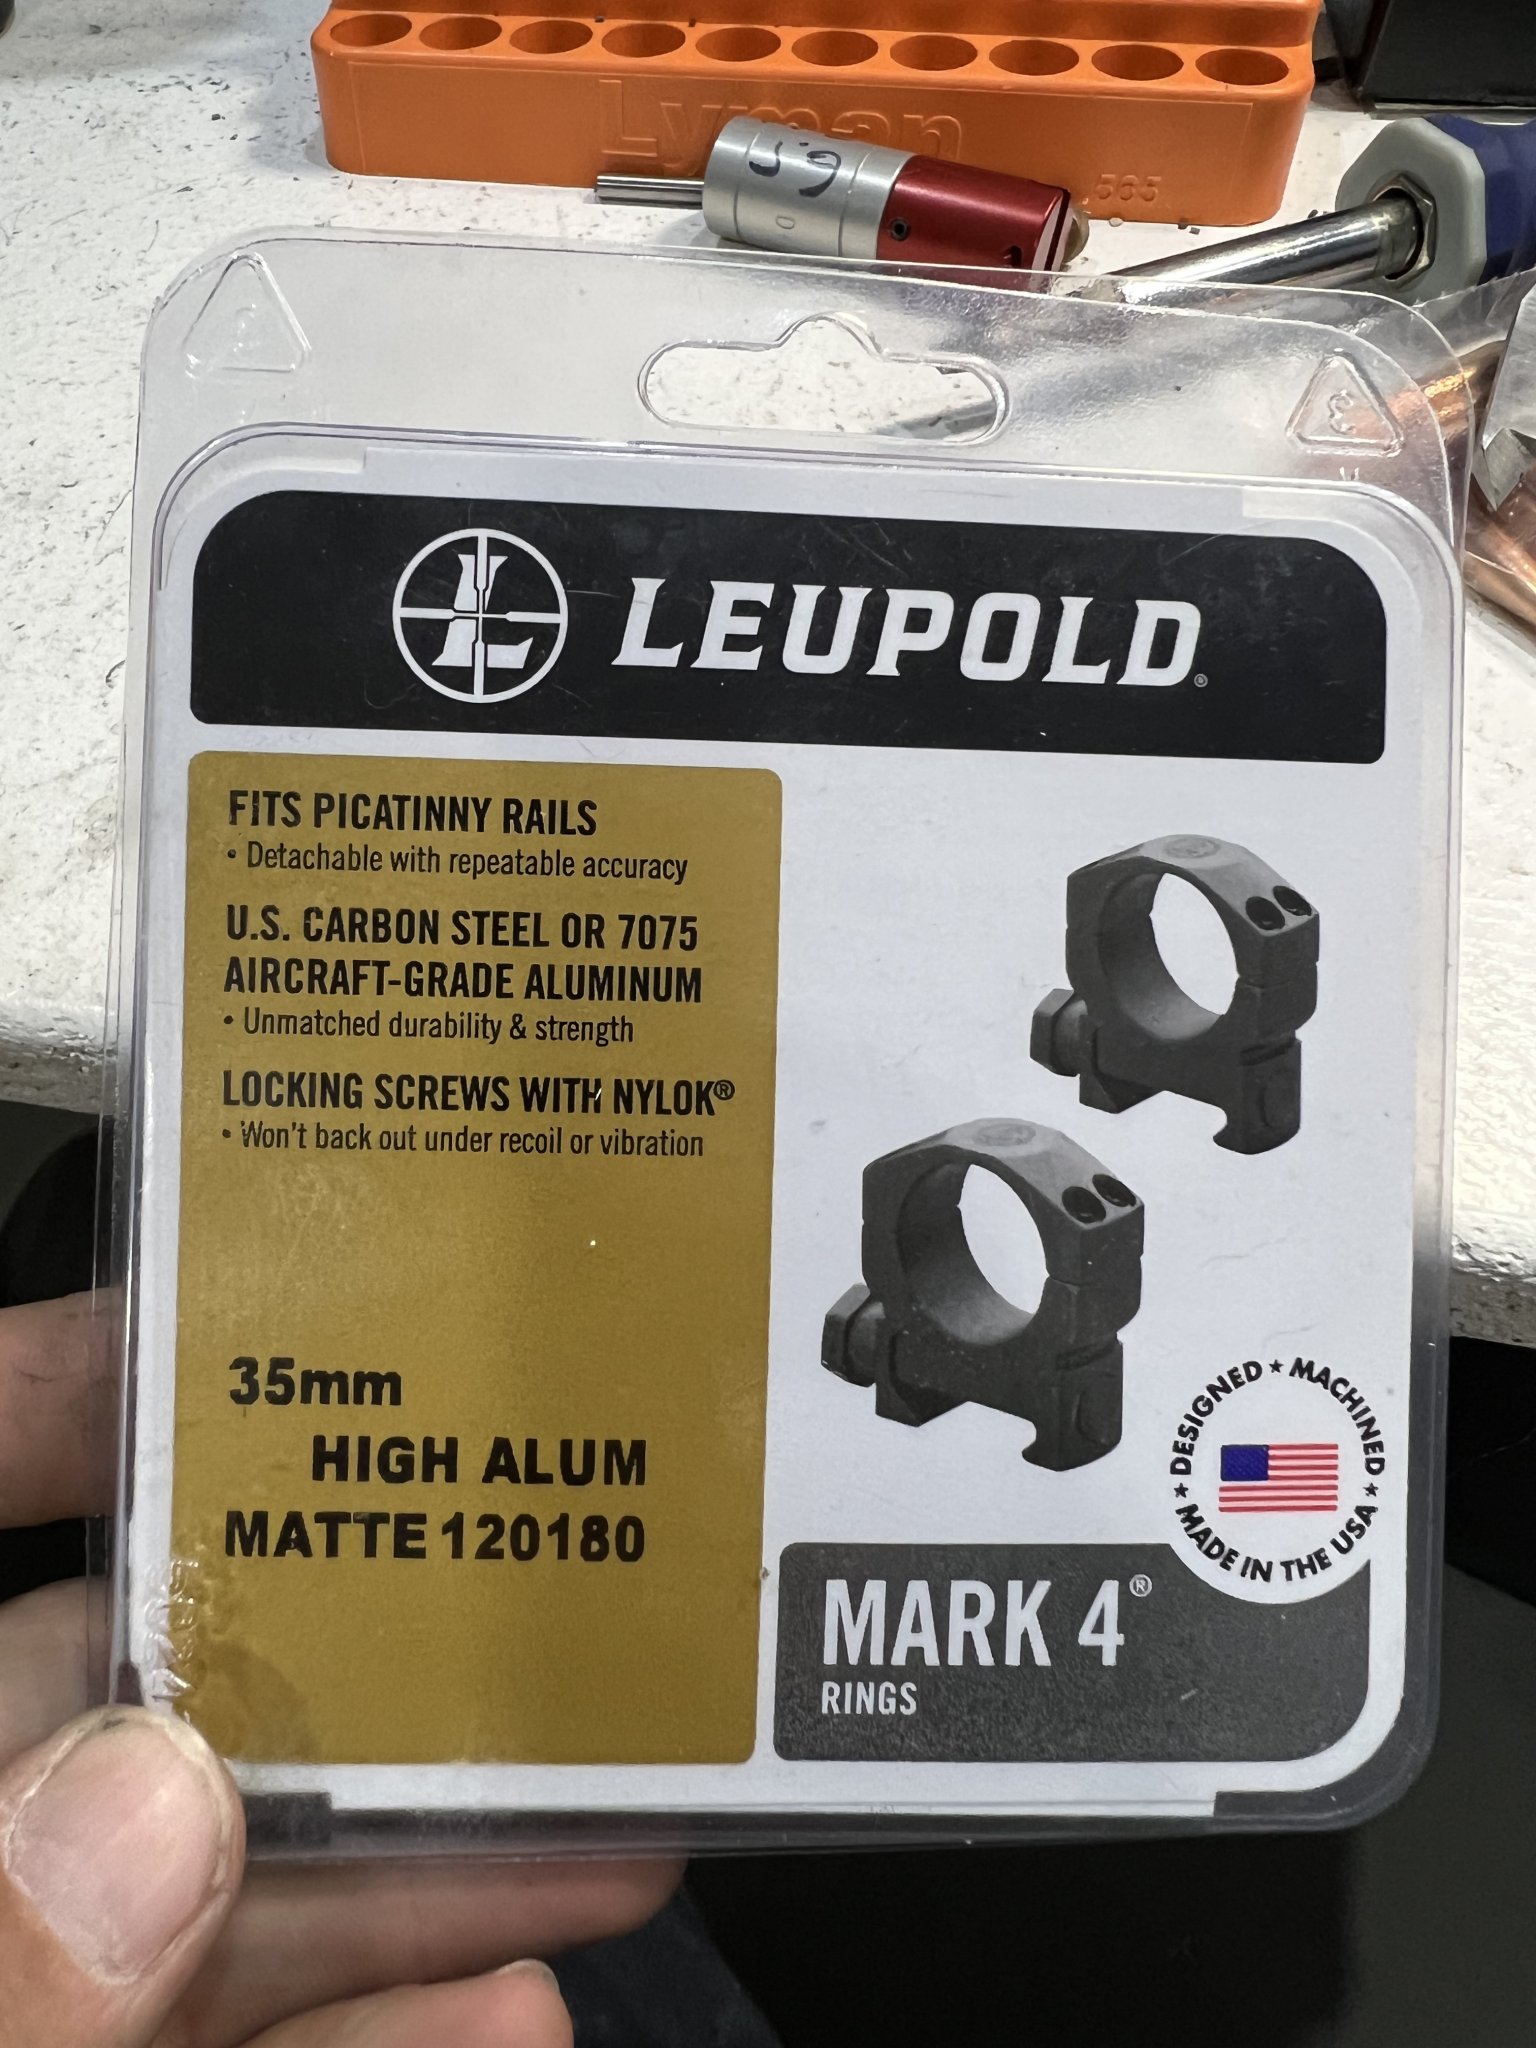 Lyman
.565
6.5
LEUPOLD®
FITS PICATINNY RAILS
• Detachable with repeatable accuracy
U.S. CARBON STEEL OR 7075
AIRCRAFT-GRADE ALUMINUM
• Unmatched durability & strength
LOCKING SCREWS WITH NYLOK®
• Won't back out under recoil or vibration
35mm
HIGH ALUM
MATTE 120180
DESIGNED ★ MACHINED ★ MADE IN THE USA ★
MARK 4®
RINGS